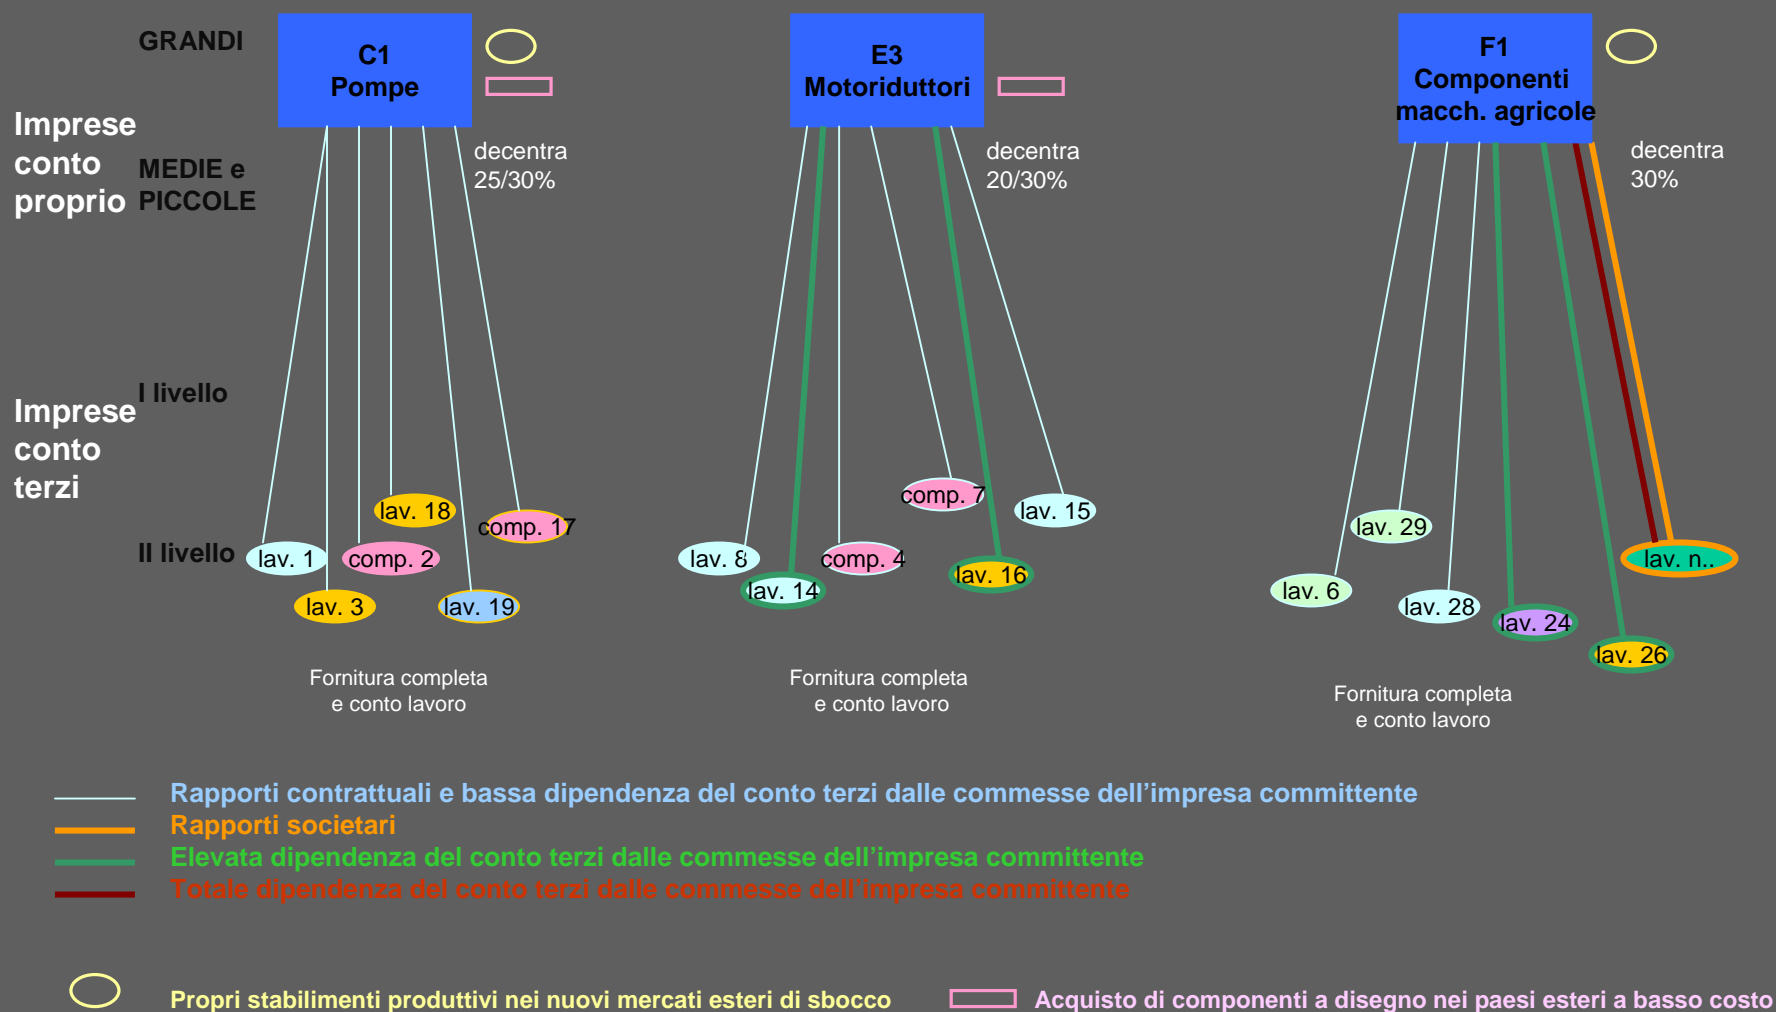 GRANDI
C1
Pompe
E3
Motoriduttori
F1
Componenti
macch. agricole
Imprese
conto
proprio
MEDIE e
PICCOLE
decentra
25/30%
decentra
20/30%
decentra
30%
I livello
Imprese
conto
terzi
II livello
lav. 1
lav. 3
comp. 2
lav. 18
lav. 19
comp. 17
lav. 8
lav. 14
comp. 4
comp. 7
lav. 16
lav. 15
lav. 6
lav. 29
lav. 28
lav. 24
lav. 26
lav. n..
Fornitura completa
e conto lavoro
Fornitura completa
e conto lavoro
Fornitura completa
e conto lavoro
Rapporti contrattuali e bassa dipendenza del conto terzi dalle commesse dell’impresa committente
Rapporti societari
Elevata dipendenza del conto terzi dalle commesse dell’impresa committente
Totale dipendenza del conto terzi dalle commesse dell’impresa committente
Propri stabilimenti produttivi nei nuovi mercati esteri di sbocco
Acquisto di componenti a disegno nei paesi esteri a basso costo